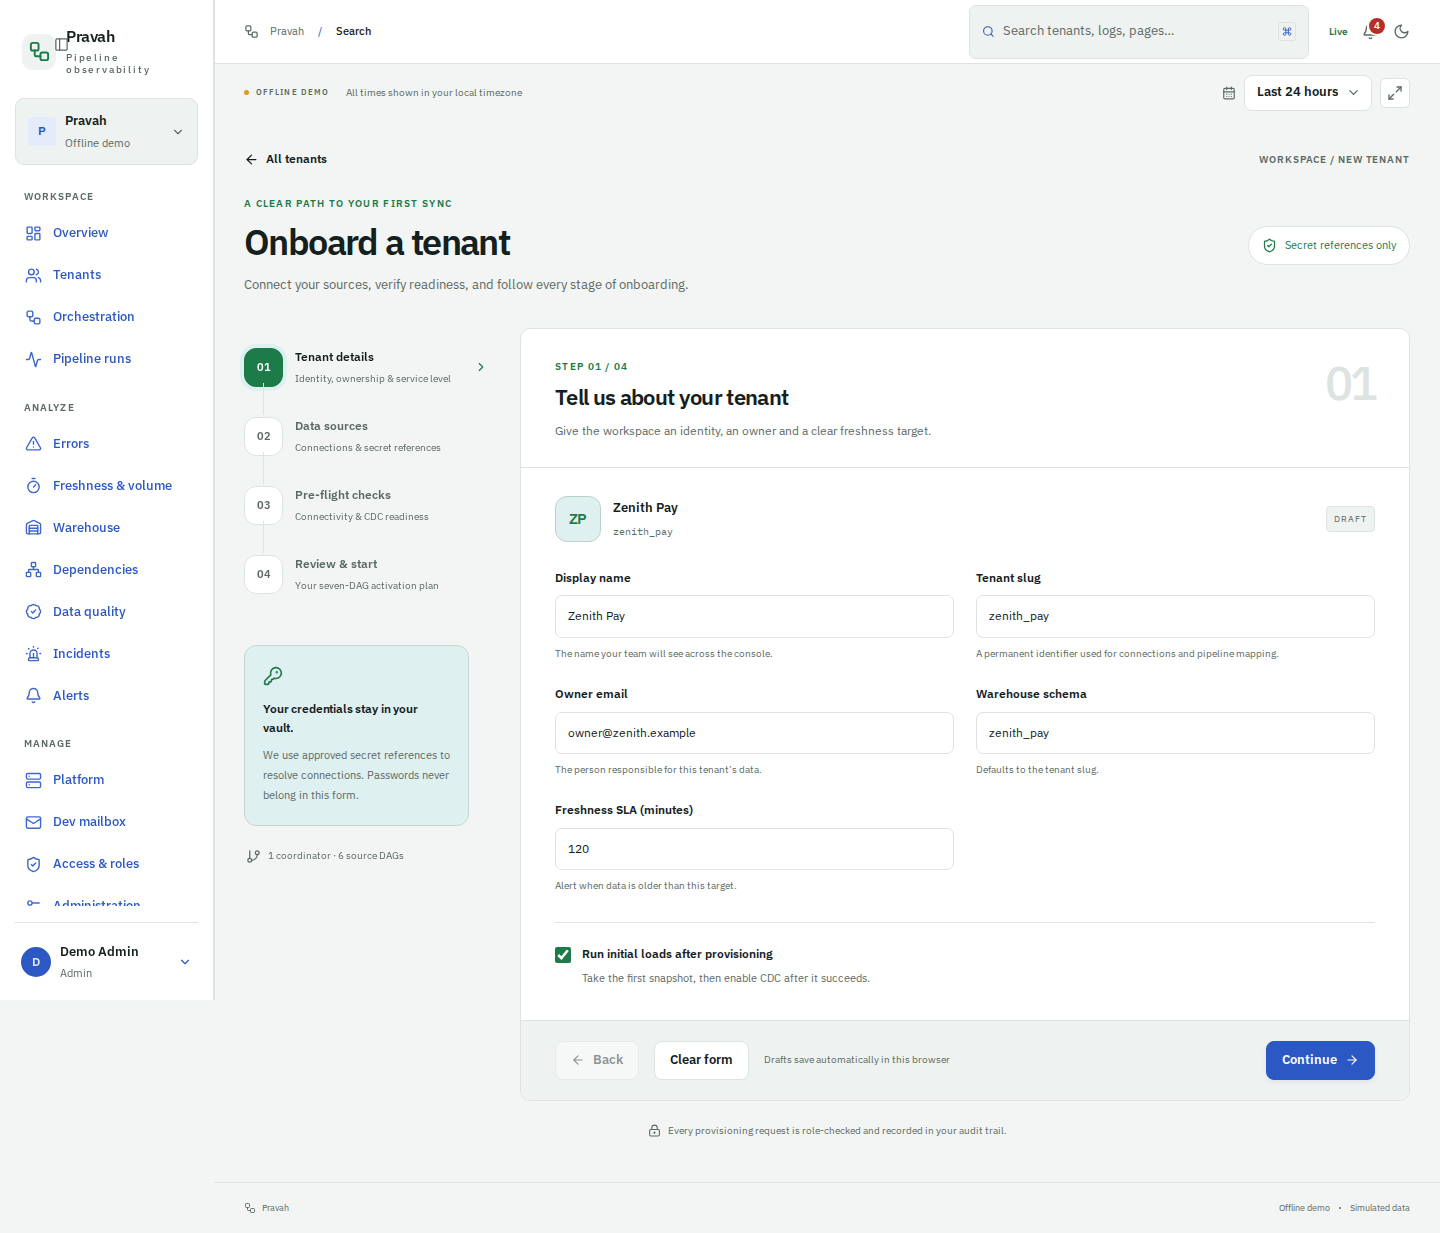 Pravah
Pipeline
observability
P
Pravah
Offline demo
WORKSPACE
Overview
Tenants
Orchestration
Pipeline runs
ANALYZE
Errors
Freshness & volume
Warehouse
Dependencies
Data quality
Incidents
Alerts
MANAGE
Platform
Dev mailbox
Access & roles
Administration
D
Demo Admin
Admin
Pravah / Search
Search tenants, logs, pages...
⌘
Live
4
OFFLINE DEMO
All times shown in your local timezone
Last 24 hours
All tenants
WORKSPACE / NEW TENANT
A CLEAR PATH TO YOUR FIRST SYNC
Onboard a tenant
Secret references only
Connect your sources, verify readiness, and follow every stage of onboarding.
01
Tenant details
Identity, ownership & service level
02
Data sources
Connections & secret references
03
Pre-flight checks
Connectivity & CDC readiness
04
Review & start
Your seven-DAG activation plan
Your credentials stay in your
vault.
We use approved secret references to
resolve connections. Passwords never
belong in this form.
1 coordinator · 6 source DAGs
STEP 01 / 04
01
Tell us about your tenant
Give the workspace an identity, an owner and a clear freshness target.
ZP
Zenith Pay
zenith_pay
DRAFT
Display name
Zenith Pay
The name your team will see across the console.
Tenant slug
zenith_pay
A permanent identifier used for connections and pipeline mapping.
Owner email
owner@zenith.example
The person responsible for this tenant's data.
Warehouse schema
zenith_pay
Defaults to the tenant slug.
Freshness SLA (minutes)
120
Alert when data is older than this target.
Run initial loads after provisioning
Take the first snapshot, then enable CDC after it succeeds.
Back
Clear form
Drafts save automatically in this browser
Continue
Every provisioning request is role-checked and recorded in your audit trail.
Pravah
Offline demo • Simulated data